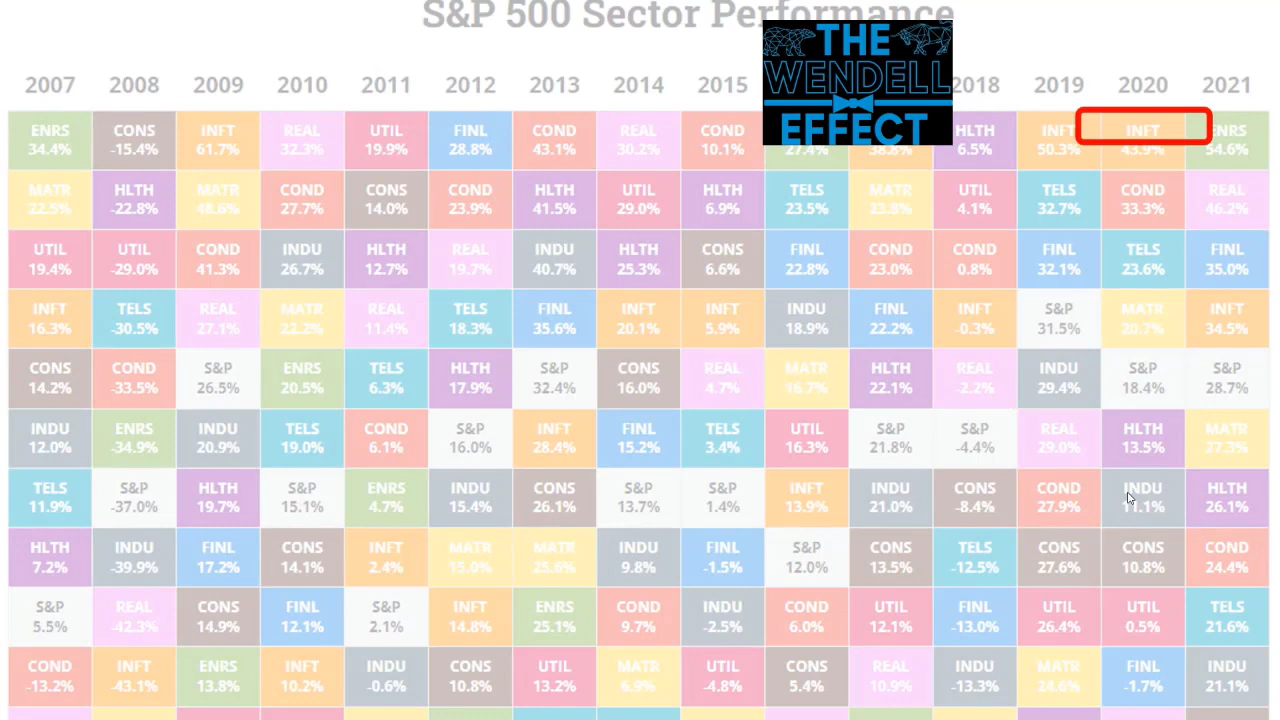 S&P 500 Sector Performance
THE
WENDELL
EFFECT
2007 2008 2009 2010 2011 2012 2013 2014 2015 2018 2019 2020 2021
ENRS CONS INFT REAL UTIL FINL COND REAL COND HLTH INFT INFT ENRS
34.4% -15.4% 61.7% 32.3% 19.9% 28.8% 43.1% 30.2% 10.1% 27.4% 38.8% 6.5% 50.3% 43.9% 54.6%
MATR HLTH MATR COND CONS COND HLTH UTIL HLTH TELS MATR UTIL TELS COND REAL
22.5% -22.8% 48.6% 27.7% 14.0% 23.9% 41.5% 29.0% 6.9% 23.5% 23.8% 4.1% 32.7% 33.3% 46.2%
UTIL UTIL COND INDU HLTH REAL INDU HLTH CONS FINL COND COND FINL TELS FINL
19.4% -29.0% 41.3% 26.7% 12.7% 19.7% 40.7% 25.3% 6.6% 22.8% 23.0% 0.8% 32.1% 23.6% 35.0%
INFT TELS REAL MATR REAL TELS FINL INFT INFT INDU FINL INFT S&P MATR INFT
16.3% -30.5% 27.1% 22.2% 11.4% 18.3% 35.6% 20.1% 5.9% 18.9% 22.2% -0.3% 31.5% 20.7% 34.5%
CONS COND S&P ENRS TELS HLTH S&P CONS REAL MATR HLTH REAL INDU S&P S&P
14.2% -33.5% 26.5% 20.5% 6.3% 17.9% 32.4% 16.0% 4.7% 16.7% 22.1% -2.2% 29.4% 18.4% 28.7%
INDU ENRS INDU TELS COND S&P INFT FINL TELS UTIL S&P S&P REAL HLTH MATR
12.0% -34.9% 20.9% 19.0% 6.1% 16.0% 28.4% 15.2% 3.4% 16.3% 21.8% -4.4% 29.0% 13.5% 27.3%
TELS S&P HLTH S&P ENRS INDU CONS S&P S&P INFT INDU CONS COND INDU HLTH
11.9% -37.0% 19.7% 15.1% 4.7% 15.4% 26.1% 13.7% 1.4% 13.9% 21.0% -8.4% 27.9% 11.1% 26.1%
HLTH INDU FINL CONS INFT MATR MATR INDU FINL S&P CONS TELS CONS CONS COND
7.2% -39.9% 17.2% 14.1% 2.4% 15.0% 25.6% 9.8% -1.5% 12.0% 13.5% -12.5% 27.6% 10.8% 24.4%
S&P REAL CONS FINL S&P INFT ENRS COND INDU COND UTIL FINL UTIL UTIL TELS
5.5% -42.3% 14.9% 12.1% 2.1% 14.8% 25.1% 9.7% -2.5% 6.0% 12.1% -13.0% 26.4% 0.5% 21.6%
COND INFT ENRS INFT INDU CONS UTIL MATR UTIL CONS REAL INDU MATR FINL INDU
-13.2% -43.1% 13.8% 10.2% -0.6% 10.8% 13.2% 6.9% -4.8% 5.4% 10.9% -13.3% 24.6% -1.7% 21.1%